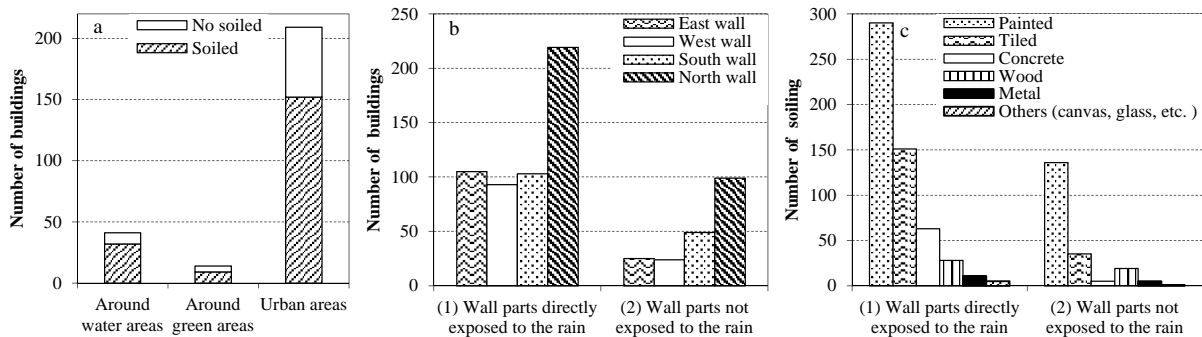 a
No soiled
Soiled
Number of buildings
200
150
100
50
0
Around water areas
Around green areas
Urban areas
b
East wall
West wall
South wall
North wall
Number of buildings
250
200
150
100
50
0
(1) Wall parts directly exposed to the rain
(2) Wall parts not exposed to the rain
c
Painted
Tiled
Concrete
Wood
Metal
Others (canvas, glass, etc. )
Number of soiling
300
250
200
150
100
50
0
(1) Wall parts directly exposed to the rain
(2) Wall parts not exposed to the rain